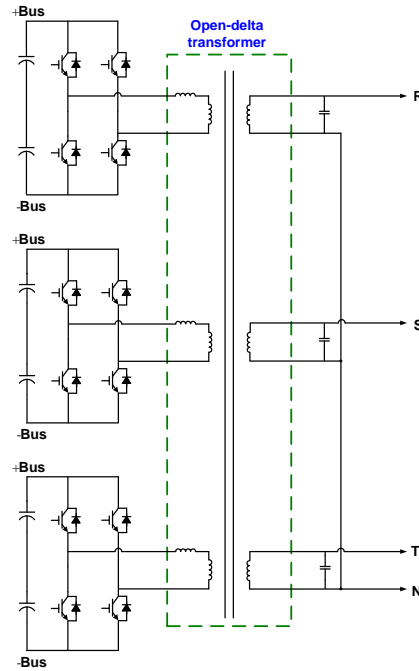 +Bus
Open-delta
transformer
R
-Bus
+Bus
S
-Bus
+Bus
T
N
-Bus